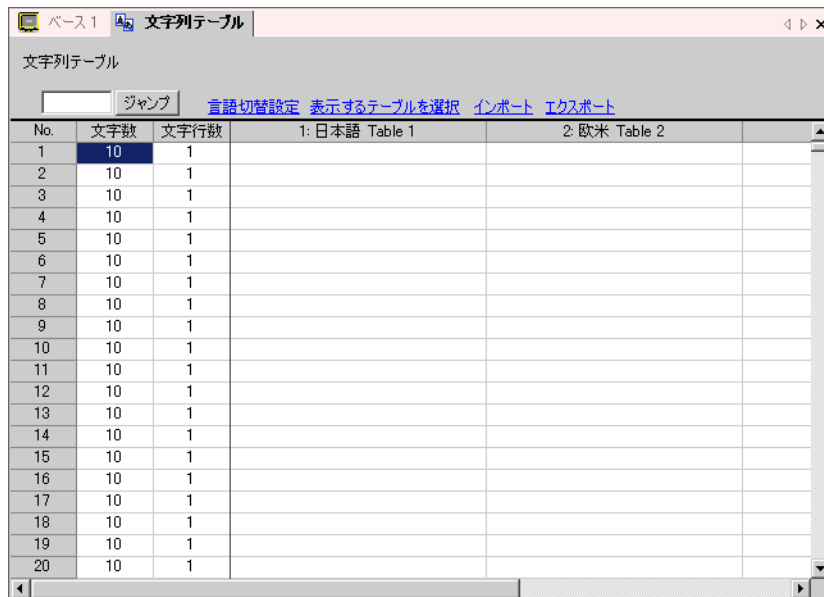 ベース 1 文字列テーブル
文字列テーブル
ジャンプ 言語切替設定 表示するテーブルを選択 インポート エクスポート
No. 文字数 文字行数 1: 日本語 Table 1 2: 欧米 Table 2
1 10 1
2 10 1
3 10 1
4 10 1
5 10 1
6 10 1
7 10 1
8 10 1
9 10 1
10 10 1
11 10 1
12 10 1
13 10 1
14 10 1
15 10 1
16 10 1
17 10 1
18 10 1
19 10 1
20 10 1